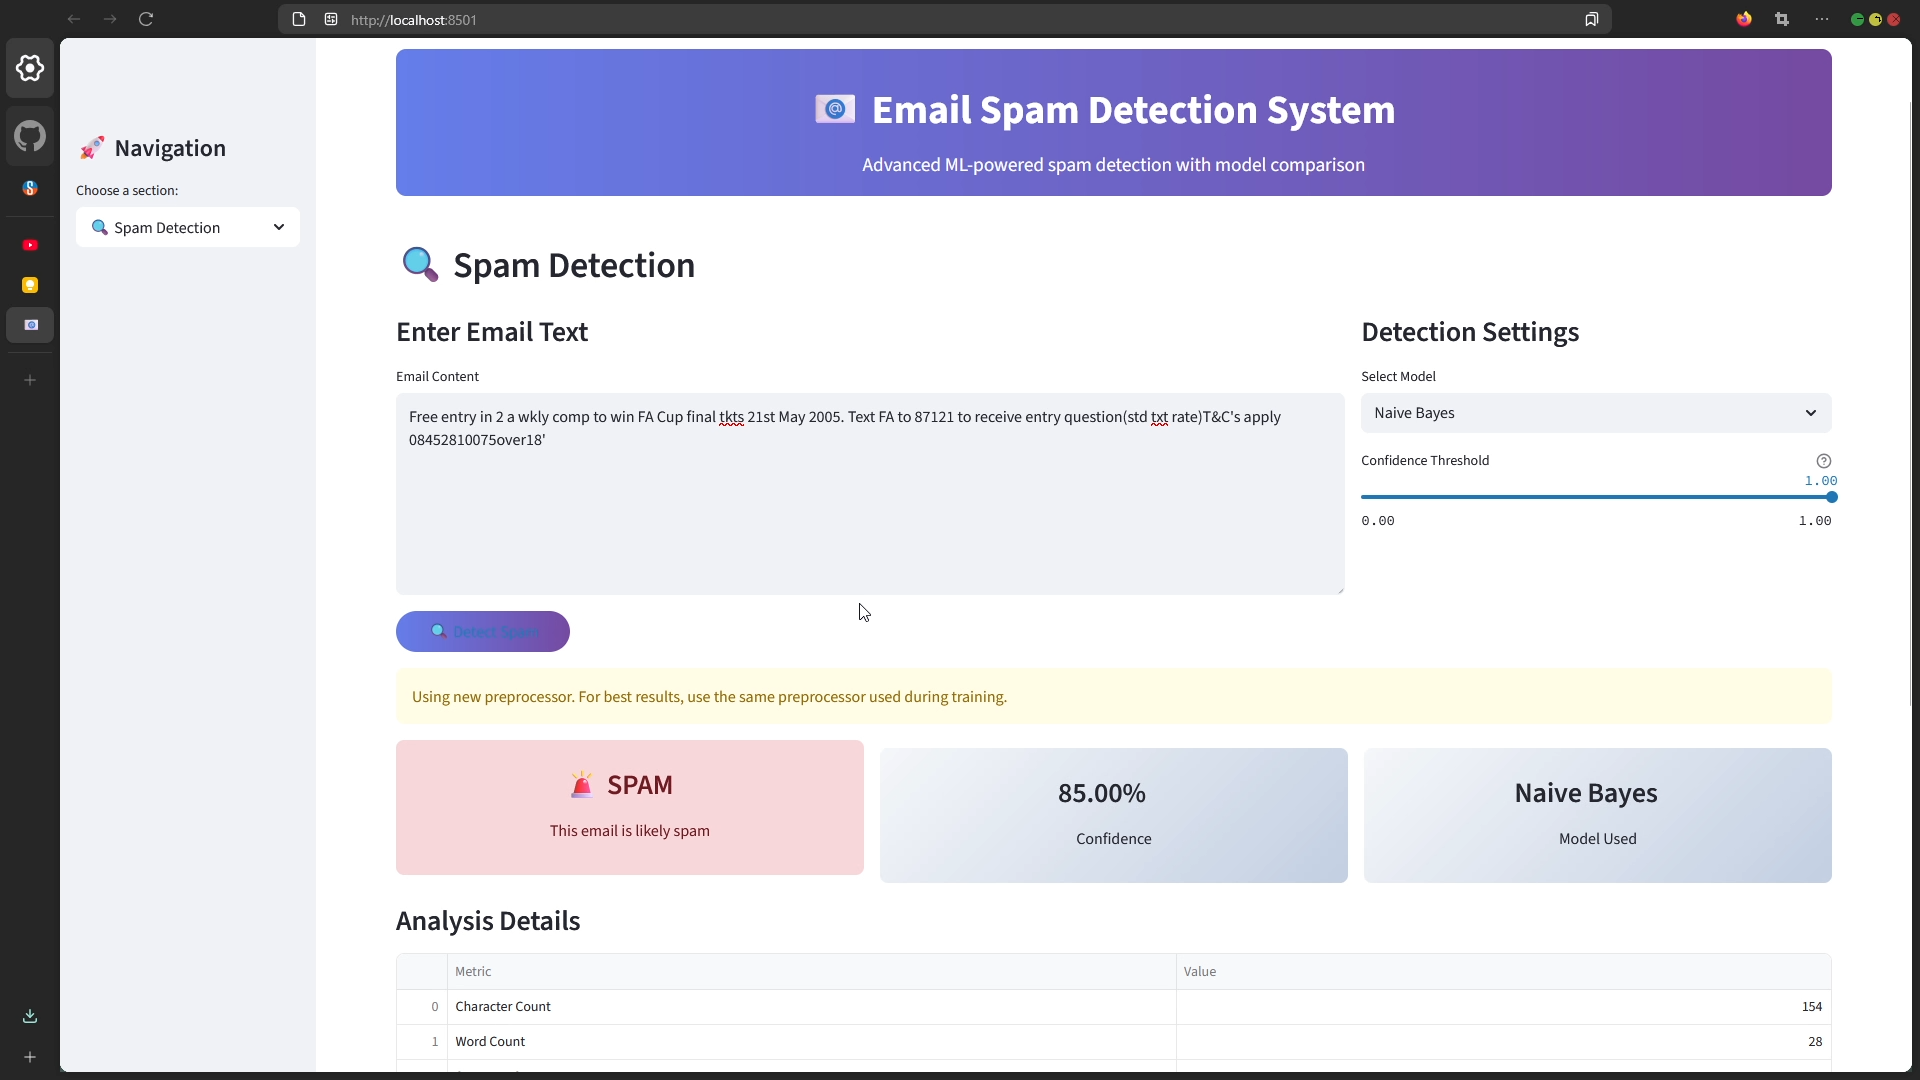 http://localhost:8501
🚀 Navigation
Choose a section:
🔍 Spam Detection
📧 Email Spam Detection System
Advanced ML-powered spam detection with model comparison
🔍 Spam Detection
Enter Email Text
Email Content
Free entry in 2 a wkly comp to win FA Cup final tkts 21st May 2005. Text FA to 87121 to receive entry question(std txt rate)T&C's apply
08452810075over18'
🔍 Detect Spam
Detection Settings
Select Model
Naive Bayes
Confidence Threshold
1.00
0.00 1.00
Using new preprocessor. For best results, use the same preprocessor used during training.
🚨 SPAM
This email is likely spam
85.00%
Confidence
Naive Bayes
Model Used
Analysis Details
Metric Value
0 Character Count 154
1 Word Count 28